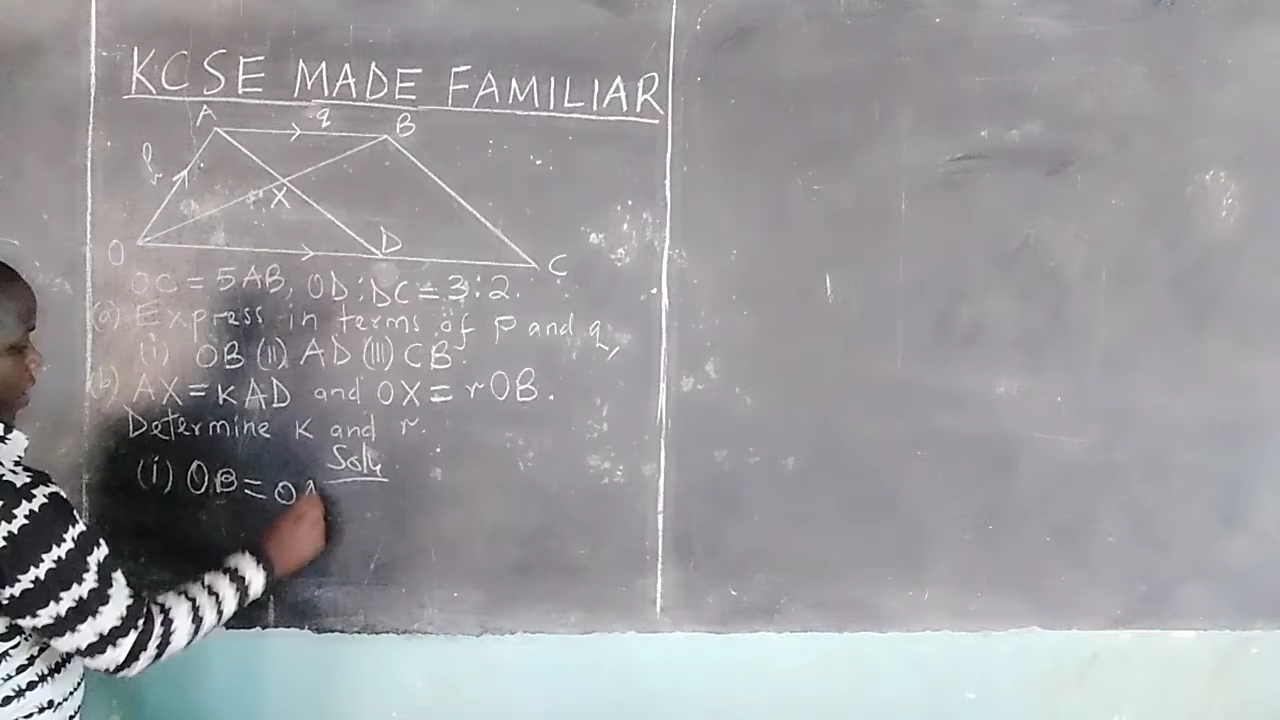 KCSE MADE FAMILIAR
A q B
X
O D C
OC = 5AB, OD:DC = 3:2.
(a) Express in terms of p and q,
(i) OB (ii) AD (iii) CB.
(b) AX = KAD and OX = rOB.
Determine K and r.
Soln
(i) OB = OA